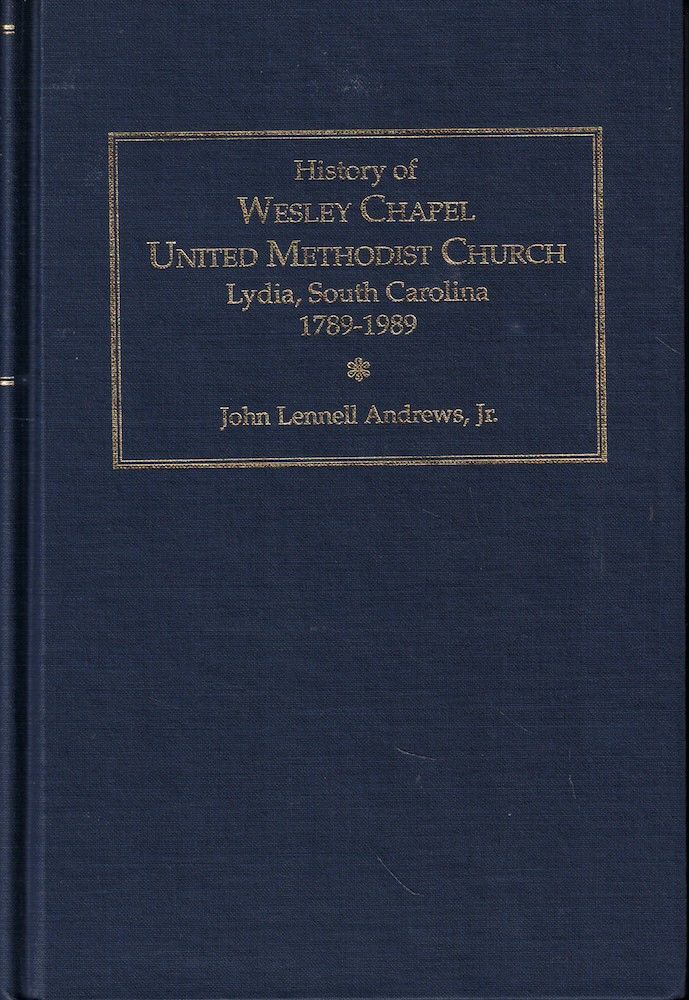 History of
WESLEY CHAPEL
UNITED METHODIST CHURCH
Lydia, South Carolina
1789-1989
John Lennell Andrews, Jr.